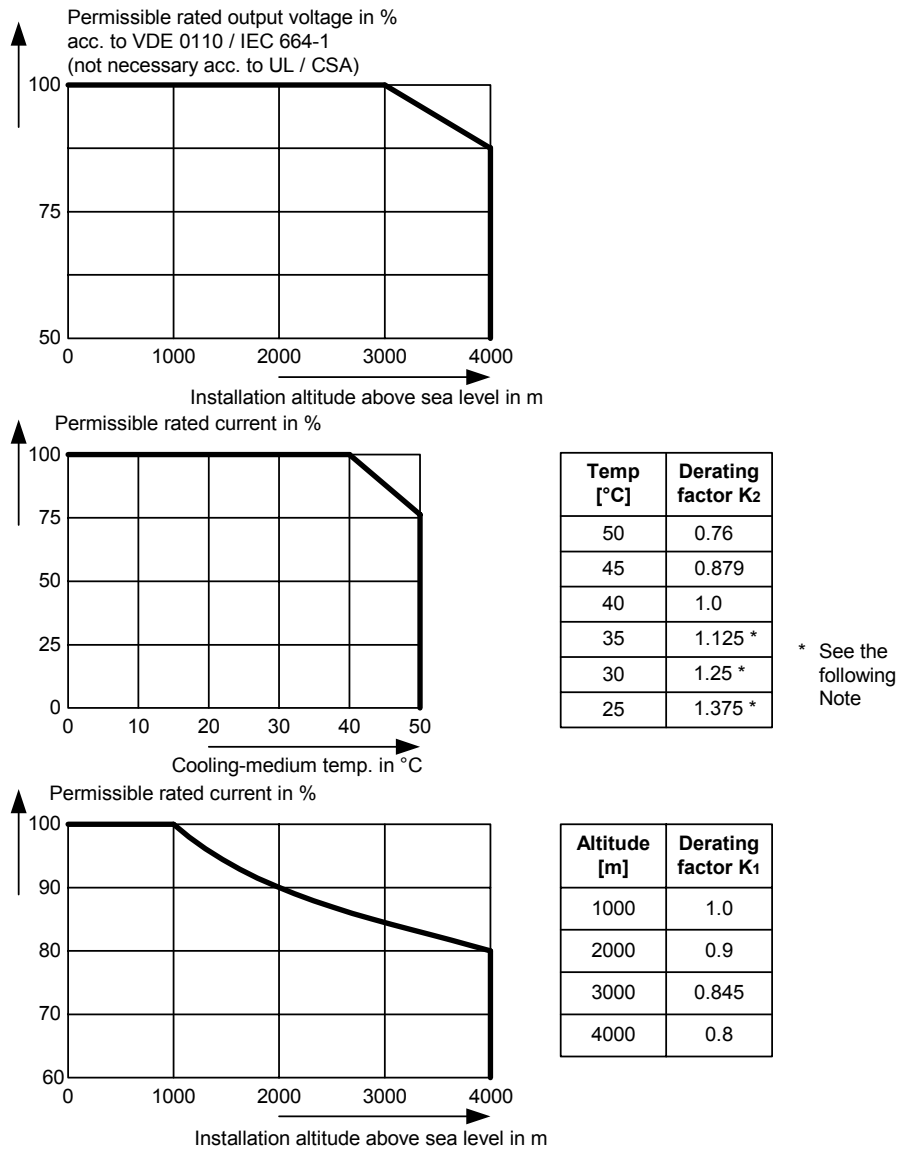 Permissible rated output voltage in %
acc. to VDE 0110 / IEC 664-1
(not necessary acc. to UL / CSA)
100
75
50
0 1000 2000 3000 4000
Installation altitude above sea level in m
Permissible rated current in %
100
75
50
25
0
0 10 20 30 40 50
Cooling-medium temp. in °C
Temp [°C] Derating factor K2
50 0.76
45 0.879
40 1.0
35 1.125 *
30 1.25 *
25 1.375 *
* See the
following
Note
Permissible rated current in %
100
90
80
70
60
0 1000 2000 3000 4000
Installation altitude above sea level in m
Altitude [m] Derating factor K1
1000 1.0
2000 0.9
3000 0.845
4000 0.8